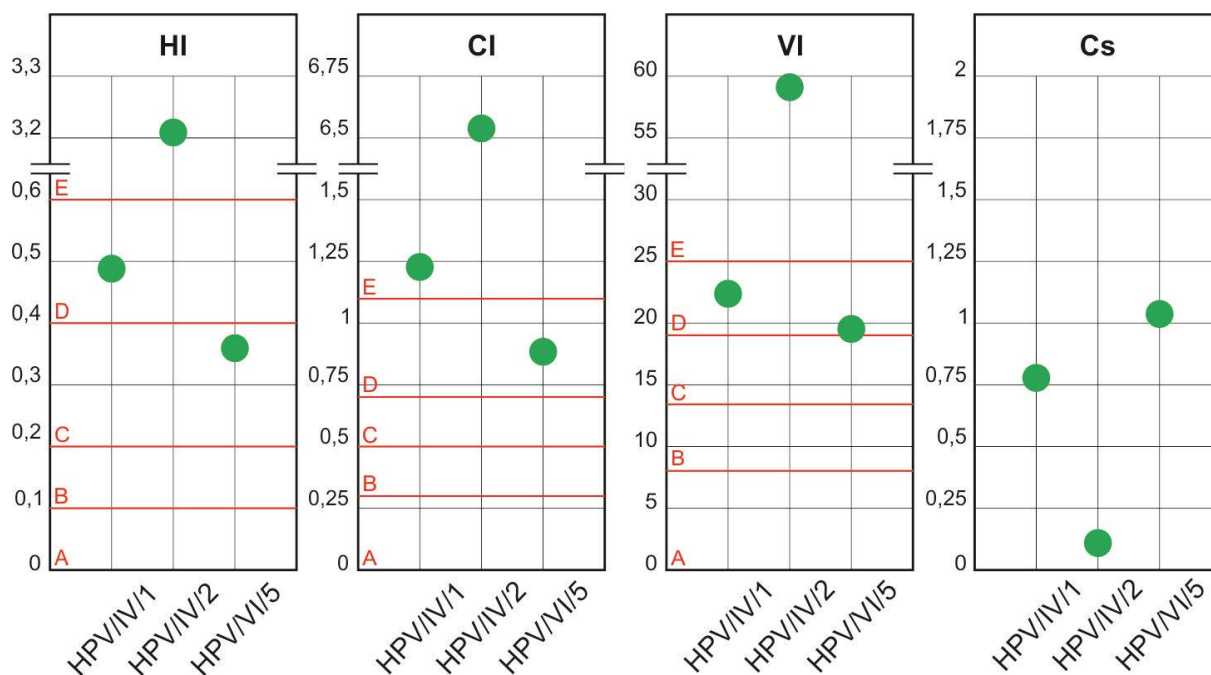 HI
3,3
3,2
0,6
0,5
0,4
0,3
0,2
0,1
0
E
D
C
B
A
HPV/IV/1
HPV/IV/2
HPV/VI/5
CI
6,75
6,5
1,5
1,25
1
0,75
0,5
0,25
0
E
D
C
B
A
HPV/IV/1
HPV/IV/2
HPV/VI/5
VI
60
55
30
25
20
15
10
5
0
E
D
C
B
A
HPV/IV/1
HPV/IV/2
HPV/VI/5
Cs
2
1,75
1,5
1,25
1
0,75
0,5
0,25
0
HPV/IV/1
HPV/IV/2
HPV/VI/5